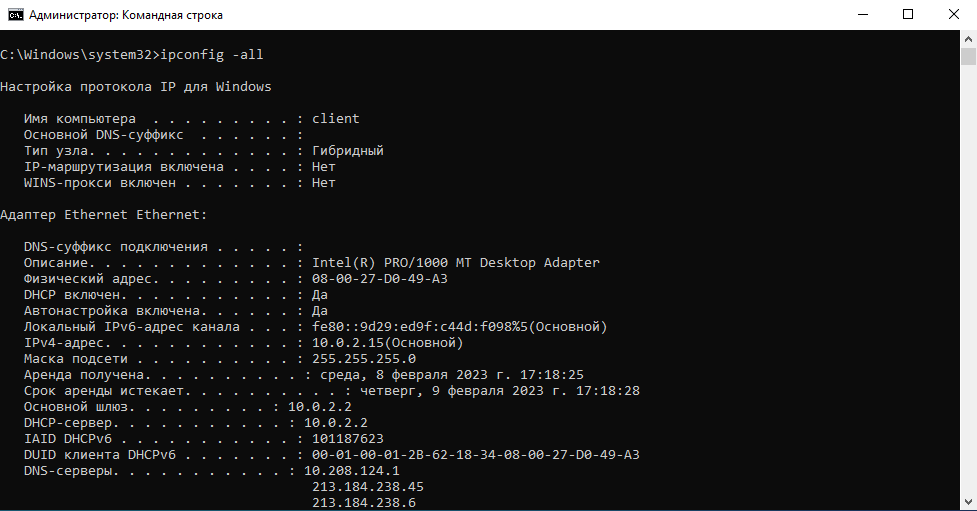 Администратор: Командная строка
C:\Windows\system32>ipconfig -all
Настройка протокола IP для Windows
Имя компьютера . . . . . . . . . : client
Основной DNS-суффикс . . . . . . :
Тип узла. . . . . . . . . . . . . : Гибридный
IP-маршрутизация включена . . . . : Нет
WINS-прокси включен . . . . . . . : Нет
Адаптер Ethernet Ethernet:
DNS-суффикс подключения . . . . . :
Описание. . . . . . . . . . . . . : Intel(R) PRO/1000 MT Desktop Adapter
Физический адрес. . . . . . . . . : 08-00-27-D0-49-A3
DHCP включен. . . . . . . . . . . : Да
Автонастройка включена. . . . . . : Да
Локальный IPv6-адрес канала . . . : fe80::9d29:ed9f:c44d:f098%5(Основной)
IPv4-адрес. . . . . . . . . . . . : 10.0.2.15(Основной)
Маска подсети . . . . . . . . . . : 255.255.255.0
Аренда получена. . . . . . . . . . : среда, 8 февраля 2023 г. 17:18:25
Срок аренды истекает. . . . . . . . . . : четверг, 9 февраля 2023 г. 17:18:28
Основной шлюз. . . . . . . . . : 10.0.2.2
DHCP-сервер. . . . . . . . . . . : 10.0.2.2
IAID DHCPv6 . . . . . . . . . . . : 101187623
DUID клиента DHCPv6 . . . . . . . : 00-01-00-01-2B-62-18-34-08-00-27-D0-49-A3
DNS-серверы. . . . . . . . . . . : 10.208.124.1
213.184.238.45
213.184.238.6